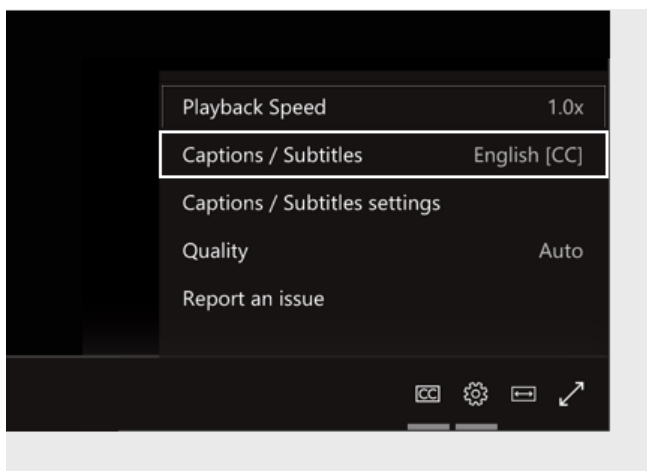 Playback Speed 1.0x
Captions / Subtitles English [CC]
Captions / Subtitles settings
Quality Auto
Report an issue
CC